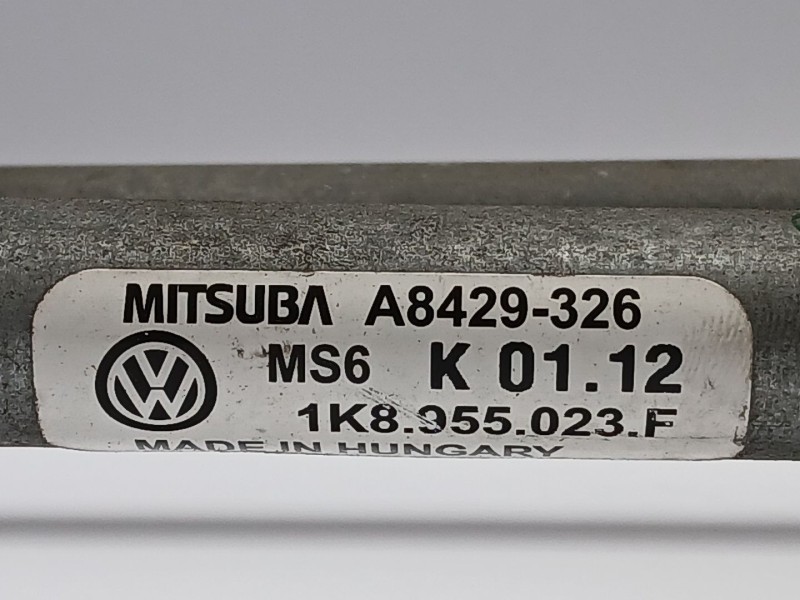 MITSUBA A8429-326
MS6 K 01.12
1K8.955.023.F
MADE IN HUNGARY